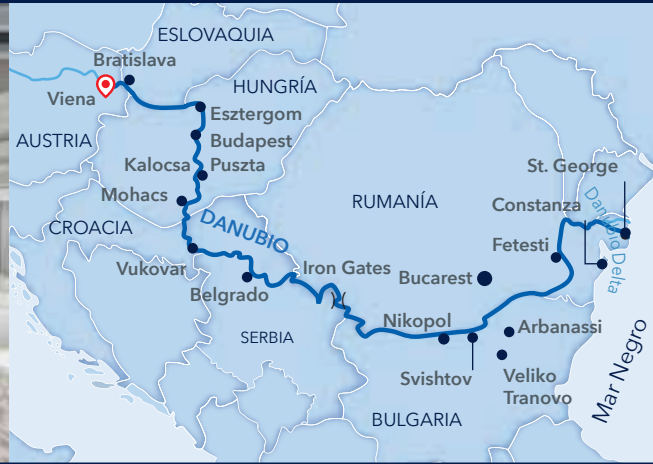 ESLOVAQUIA
Bratislava
Viena
HUNGRÍA
Esztergom
AUSTRIA
Budapest
Kalocsa
Puszta
St. George
Mohacs
RUMANÍA
Constanza
CROACIA
DANUBIO
Danubio Delta
Fetesti
Vukovar
Iron Gates
Bucarest
Belgrado
Nikopol
Arbanassi
SERBIA
Svishtov
Veliko
Tranovo
Mar Negro
BULGARIA